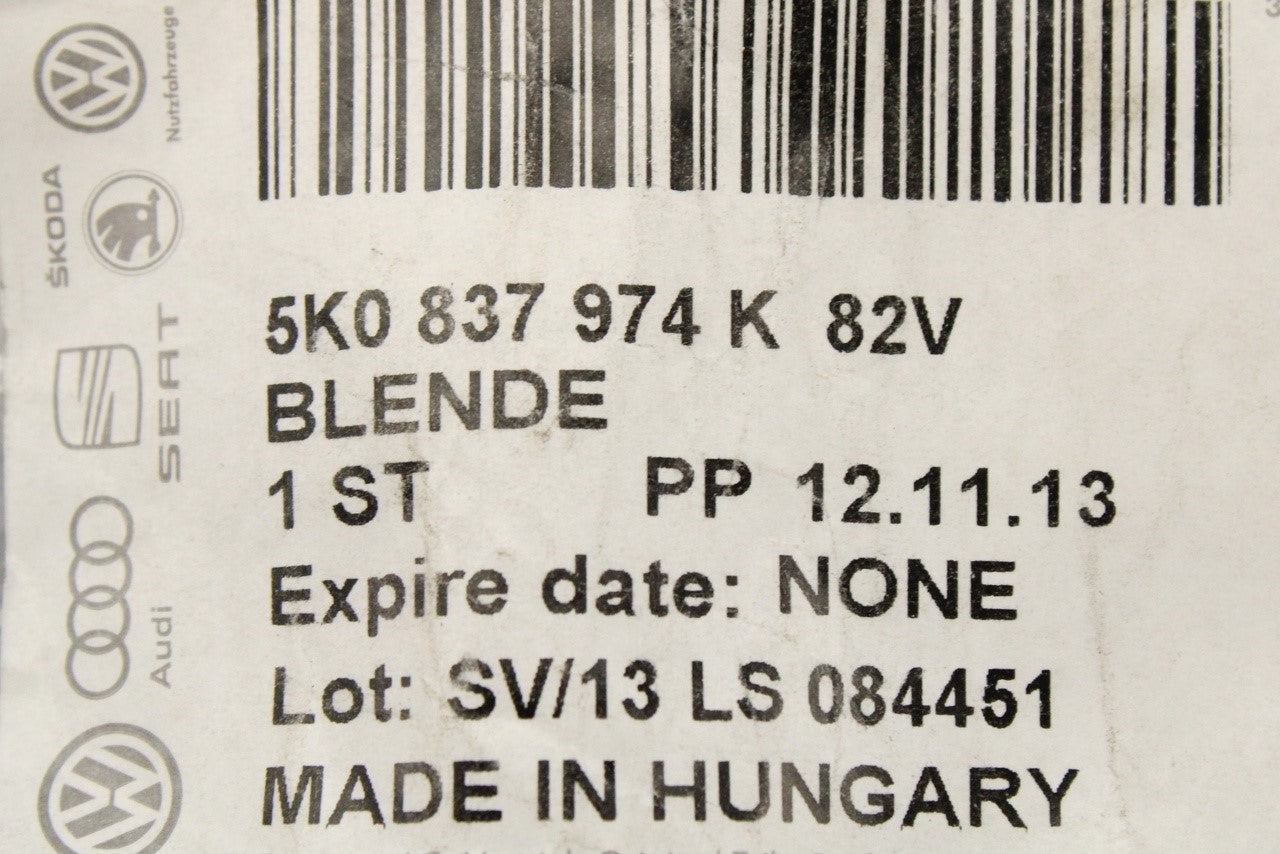 5K0 837 974 K 82V
BLENDE
1 ST PP 12.11.13
Expire date: NONE
Lot: SV/13 LS 084451
MADE IN HUNGARY
Nutzfahrzeuge
ŠKODA
SEAT
Audi